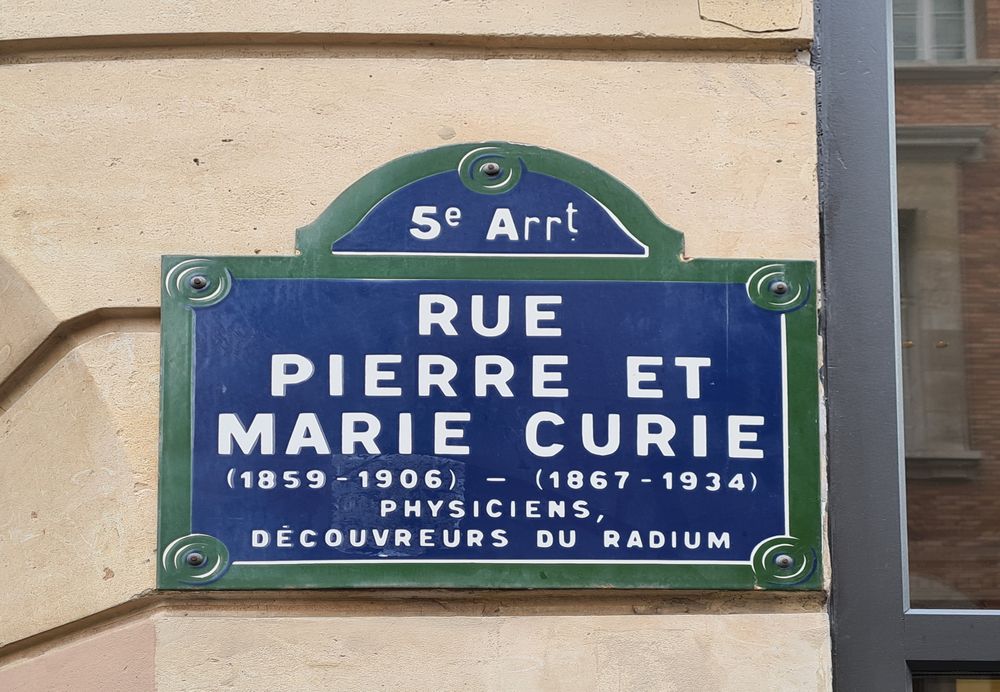 5e Arrt
RUE
PIERRE ET
MARIE CURIE
(1859-1906) — (1867-1934)
PHYSICIENS,
DÉCOUVREURS DU RADIUM